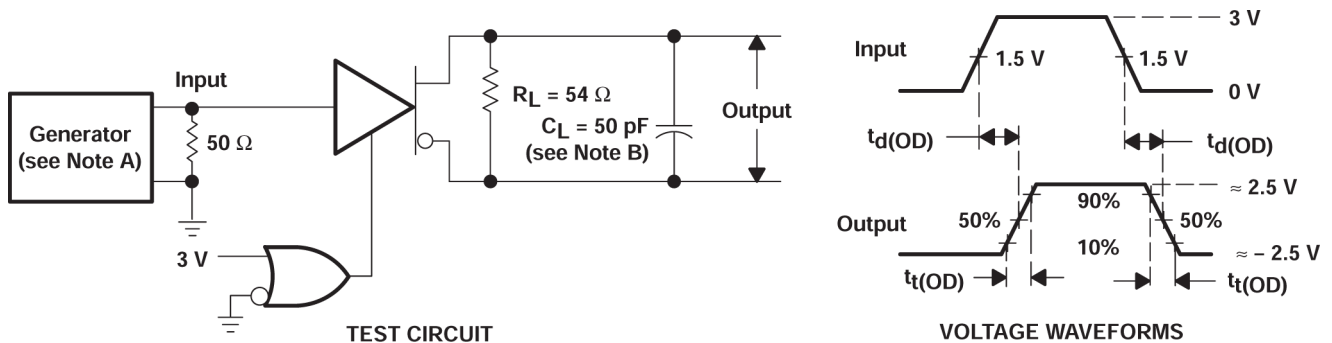 Generator
(see Note A)
Input
50 Ω
3 V
R_L = 54 Ω
C_L = 50 pF
(see Note B)
Output
TEST CIRCUIT
Input
3 V
1.5 V
1.5 V
0 V
t_d(OD)
t_d(OD)
Output
≈ 2.5 V
90%
50%
50%
10%
≈ – 2.5 V
t_t(OD)
t_t(OD)
VOLTAGE WAVEFORMS